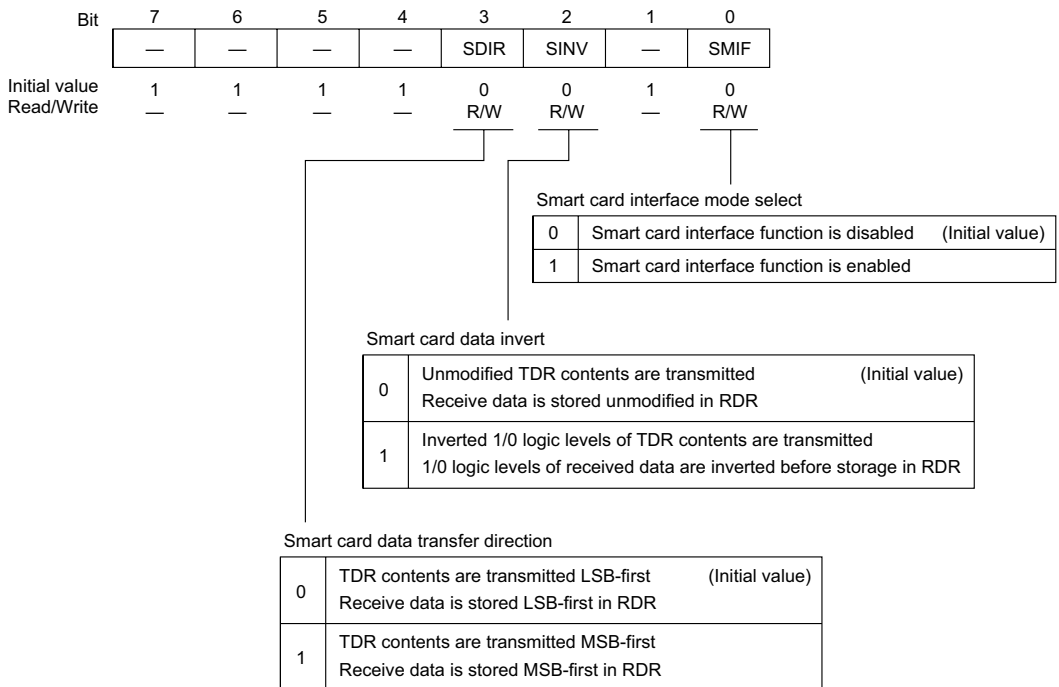 Bit 7 6 5 4 3 2 1 0
— — — — SDIR SINV — SMIF
Initial value 1 1 1 1 0 0 1 0
Read/Write — — — — R/W R/W — R/W
Smart card interface mode select
0 Smart card interface function is disabled (Initial value)
1 Smart card interface function is enabled
Smart card data invert
0 Unmodified TDR contents are transmitted (Initial value)
Receive data is stored unmodified in RDR
1 Inverted 1/0 logic levels of TDR contents are transmitted
1/0 logic levels of received data are inverted before storage in RDR
Smart card data transfer direction
0 TDR contents are transmitted LSB-first (Initial value)
Receive data is stored LSB-first in RDR
1 TDR contents are transmitted MSB-first
Receive data is stored MSB-first in RDR